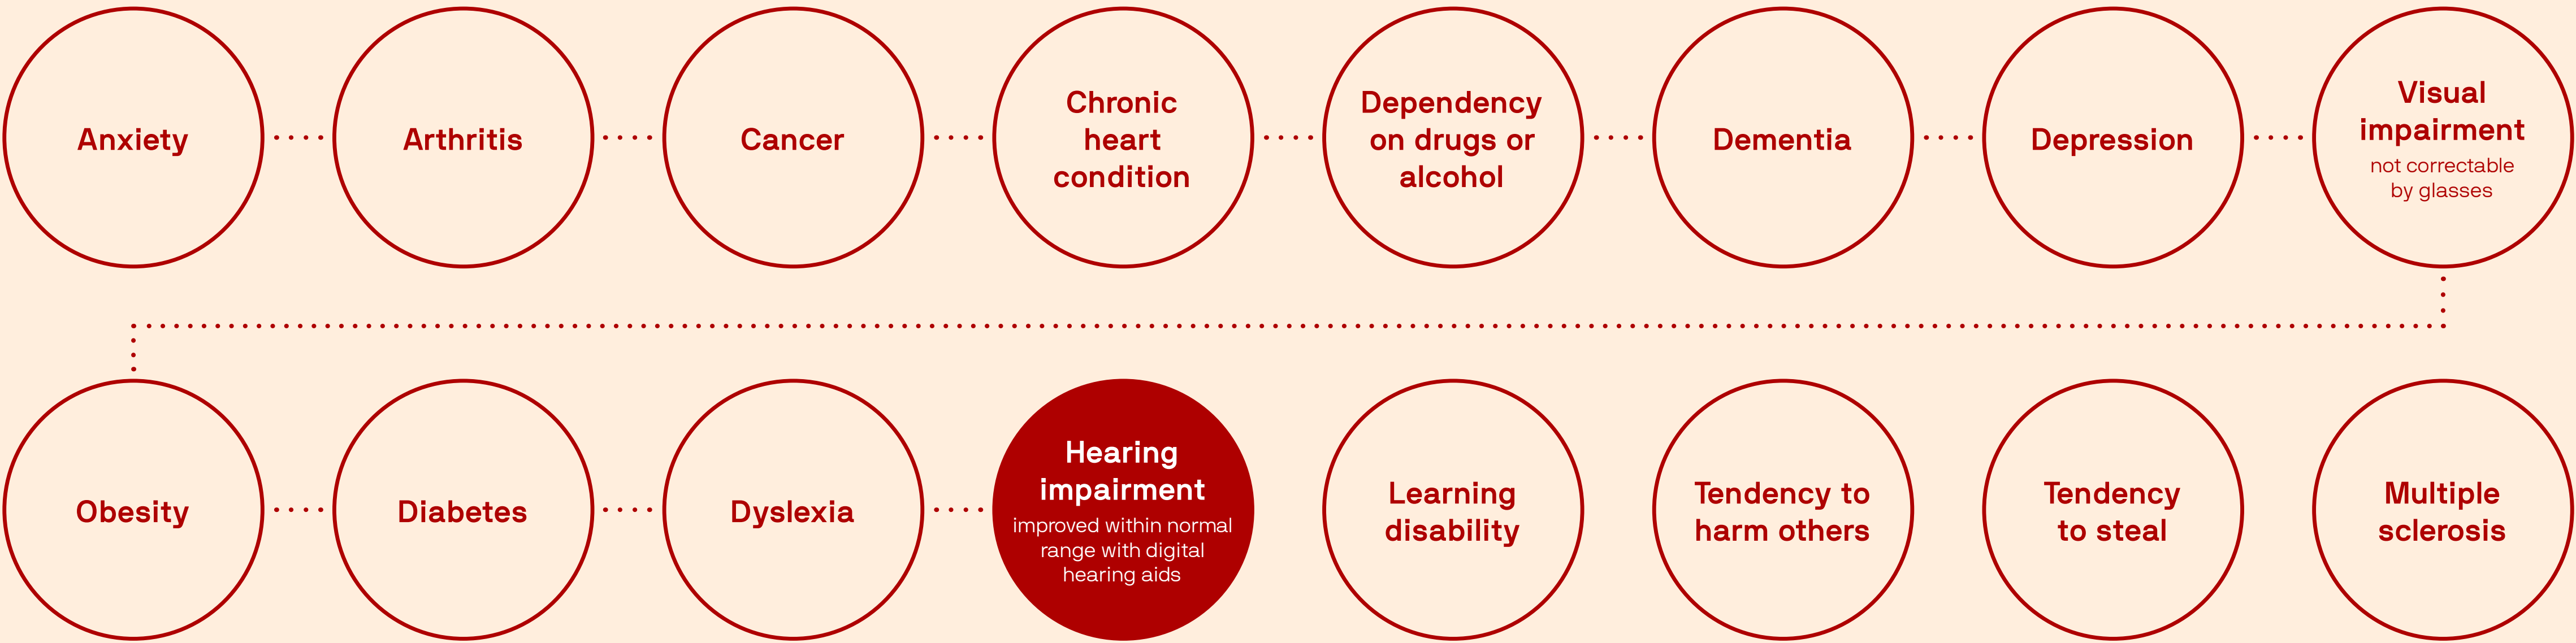 Anxiety
Arthritis
Cancer
Chronic
heart
condition
Dependency
on drugs or
alcohol
Dementia
Depression
Visual
impairment
not correctable
by glasses
Obesity
Diabetes
Dyslexia
Hearing
impairment
improved within normal
range with digital
hearing aids
Learning
disability
Tendency to
harm others
Tendency
to steal
Multiple
sclerosis